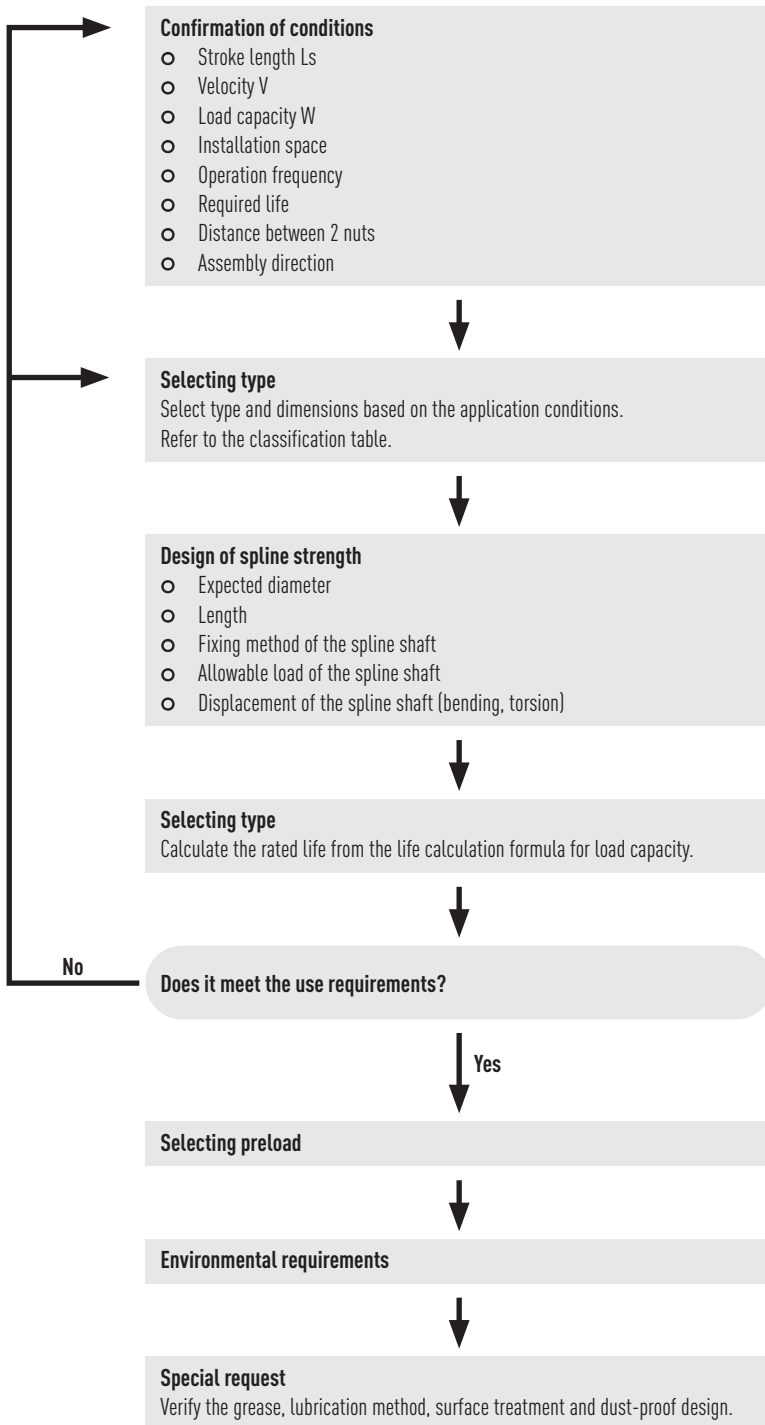 Confirmation of conditions
Stroke length Ls
Velocity V
Load capacity W
Installation space
Operation frequency
Required life
Distance between 2 nuts
Assembly direction
Selecting type
Select type and dimensions based on the application conditions.
Refer to the classification table.
Design of spline strength
Expected diameter
Length
Fixing method of the spline shaft
Allowable load of the spline shaft
Displacement of the spline shaft (bending, torsion)
Selecting type
Calculate the rated life from the life calculation formula for load capacity.
No
Does it meet the use requirements?
Yes
Selecting preload
Environmental requirements
Special request
Verify the grease, lubrication method, surface treatment and dust-proof design.